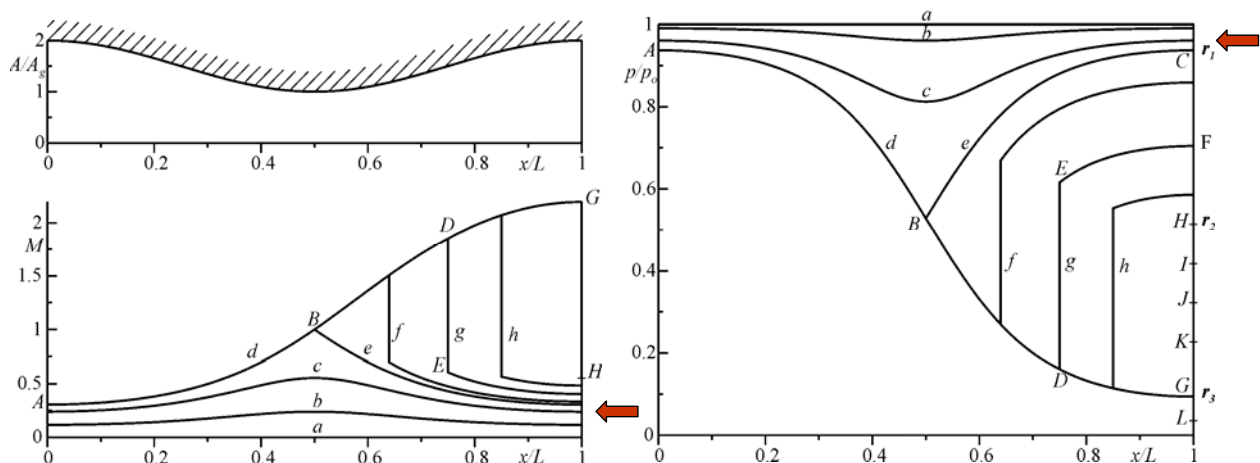 2
A/A_g
1
0
0 0.2 0.4 0.6 0.8 x/L 1
2
M
1.5
1
0.5
A
0
G
D
B
f
g
h
d
e
E
H
c
b
a
0 0.2 0.4 0.6 0.8 x/L 1
1
A
p/p_o
0.8
0.6
0.4
0.2
0
a
b
r_1
C
c
d
e
F
E
B
H r_2
f
g
h
I
J
K
D
G r_3
L
0 0.2 0.4 0.6 0.8 x/L 1